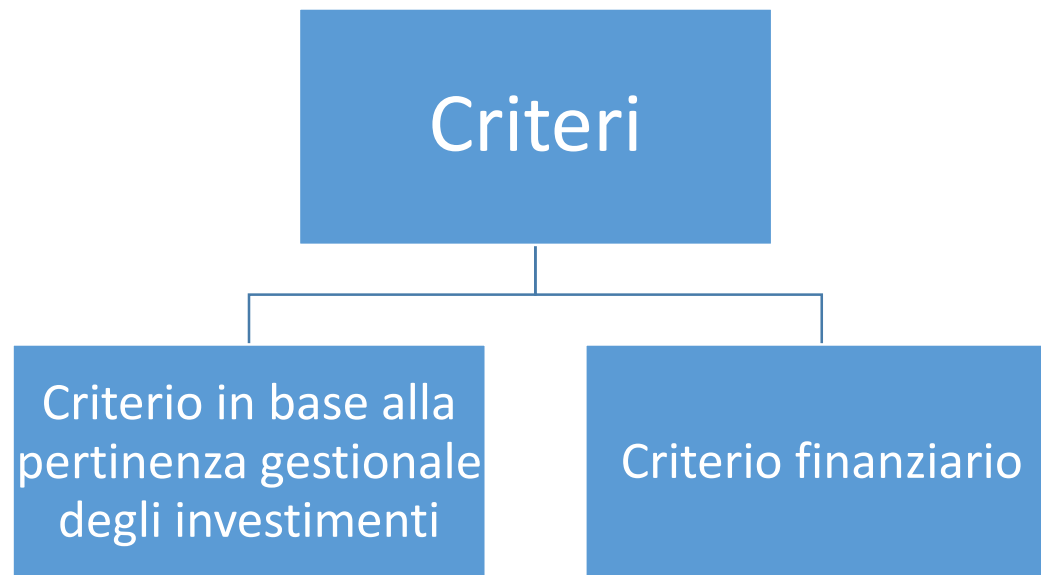 Criteri
Criterio in base alla
pertinenza gestionale
degli investimenti
Criterio finanziario